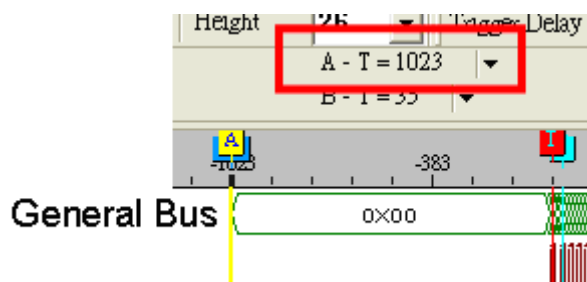 Height 26 Trigger Delay
A - T = 1023
B - T = 35
A T
-1023 -383
General Bus 0X00